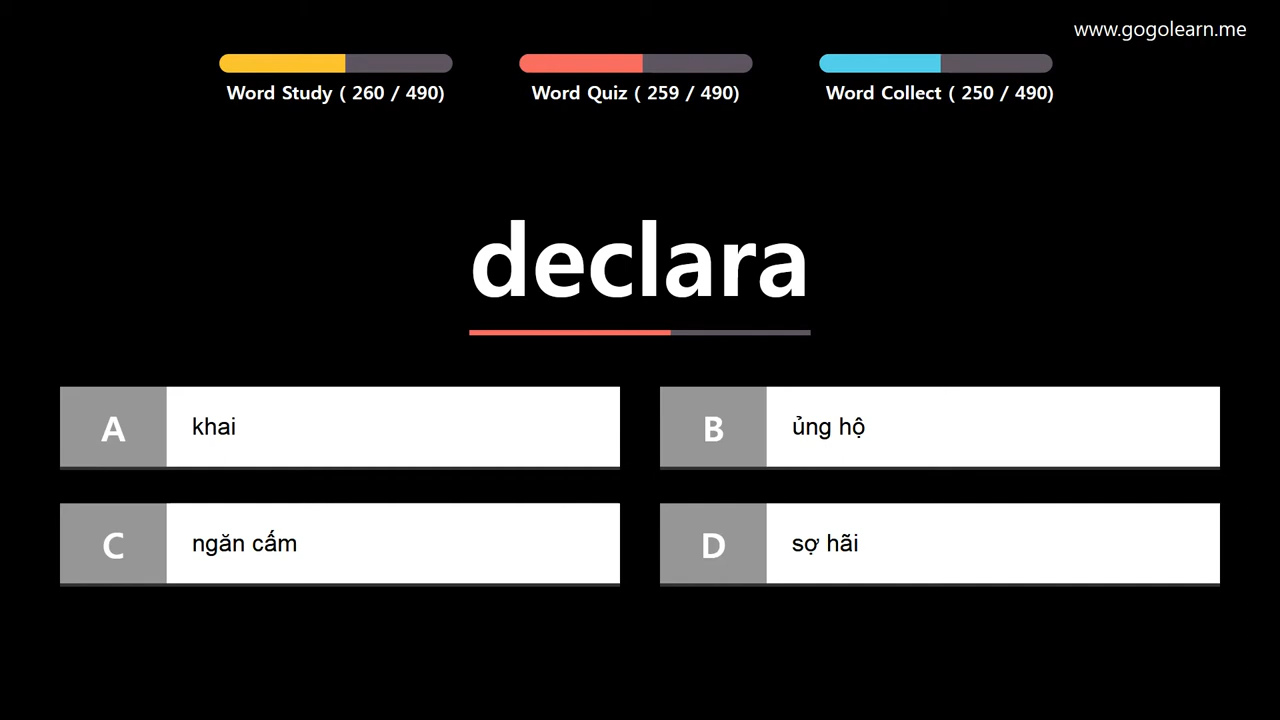 www.gogolearn.me
Word Study ( 260 / 490)
Word Quiz ( 259 / 490)
Word Collect ( 250 / 490)
declara
A
khai
B
ủng hộ
C
ngăn cấm
D
sợ hãi